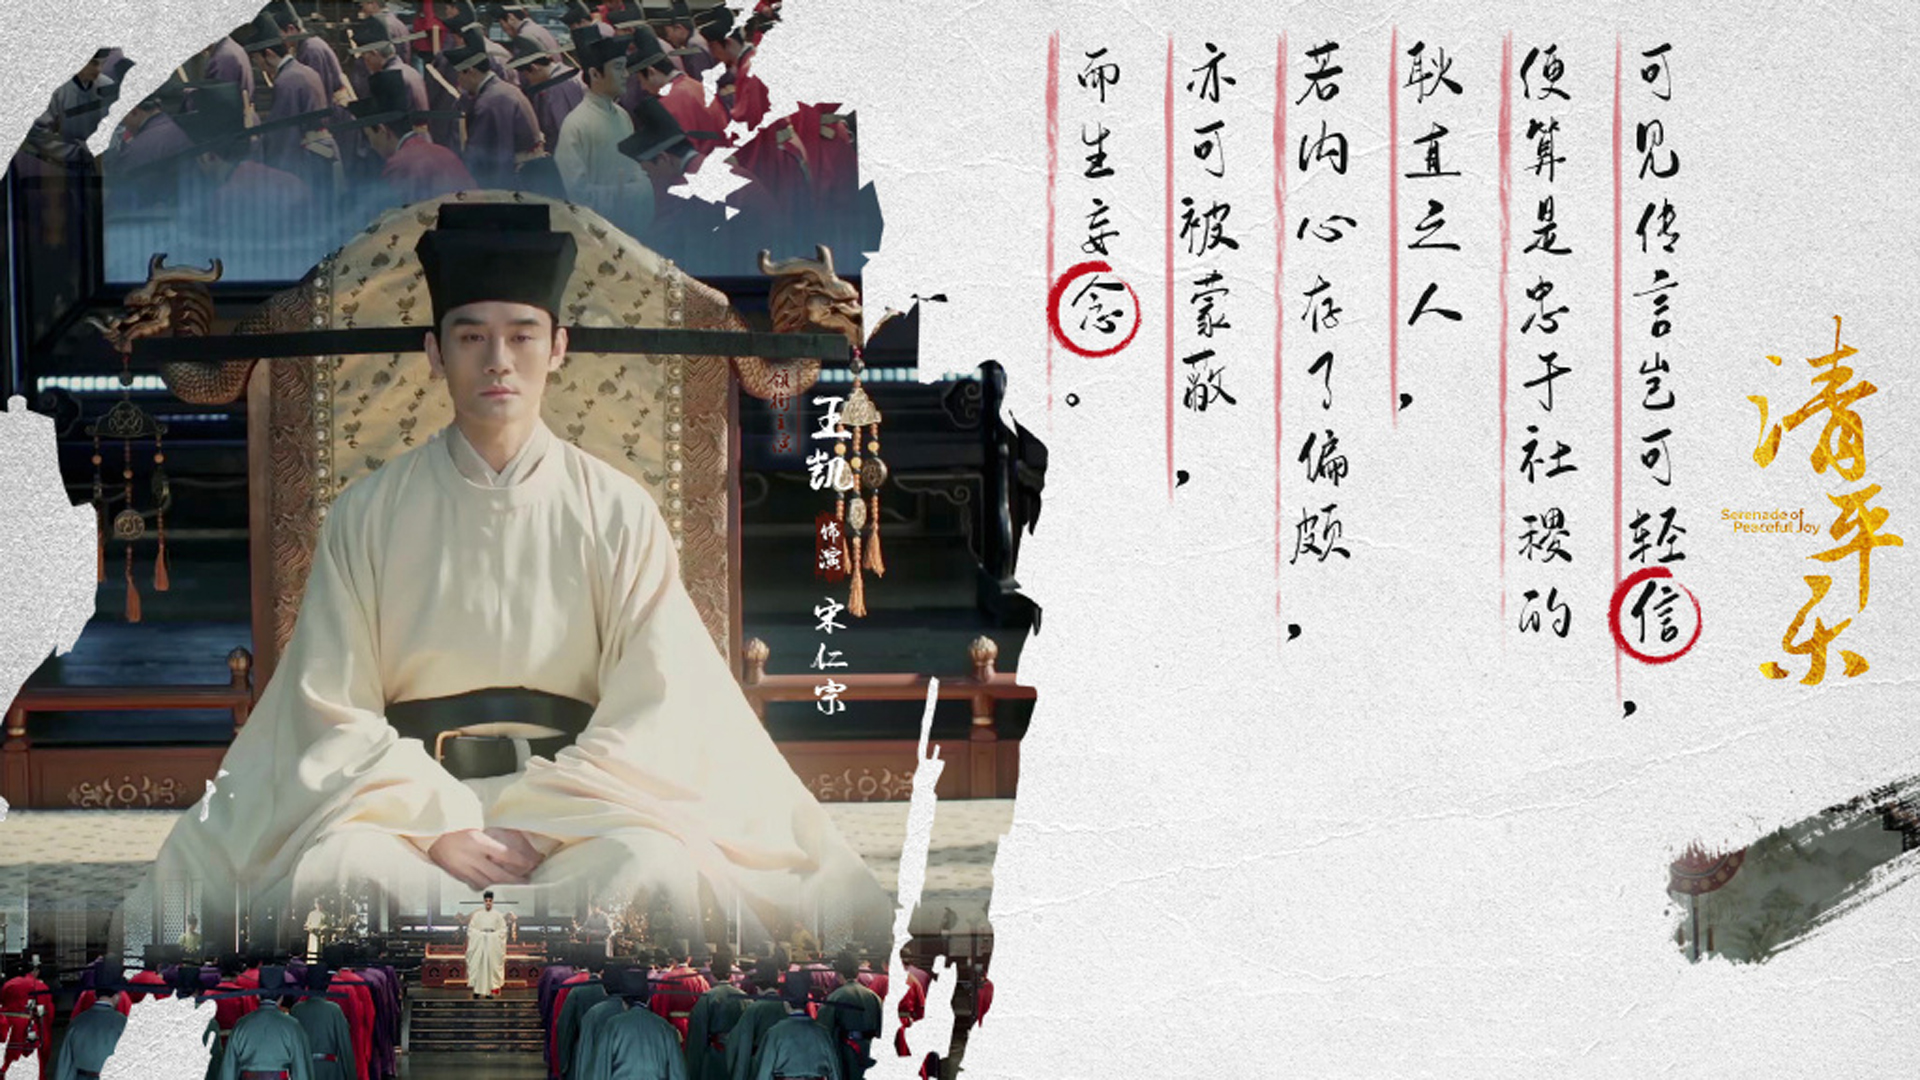 清平乐
Serenade of
Peaceful Joy
可见传言岂可轻信，
便算是忠于社稷的
耿直之人，
若内心存了偏颇，
亦可被蒙蔽，
而生妄念。
领衔主演
王凯
饰演
宋仁宗